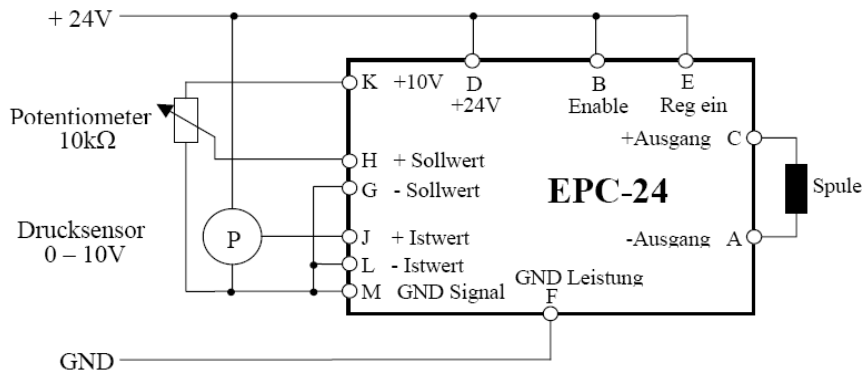 + 24V
K +10V
D
+24V
B
Enable
E
Reg ein
Potentiometer
10kΩ
+Ausgang C
H + Sollwert
G - Sollwert
EPC-24
Spule
Drucksensor
0 – 10V
P
J + Istwert
-Ausgang A
L - Istwert
M GND Signal
GND Leistung
F
GND